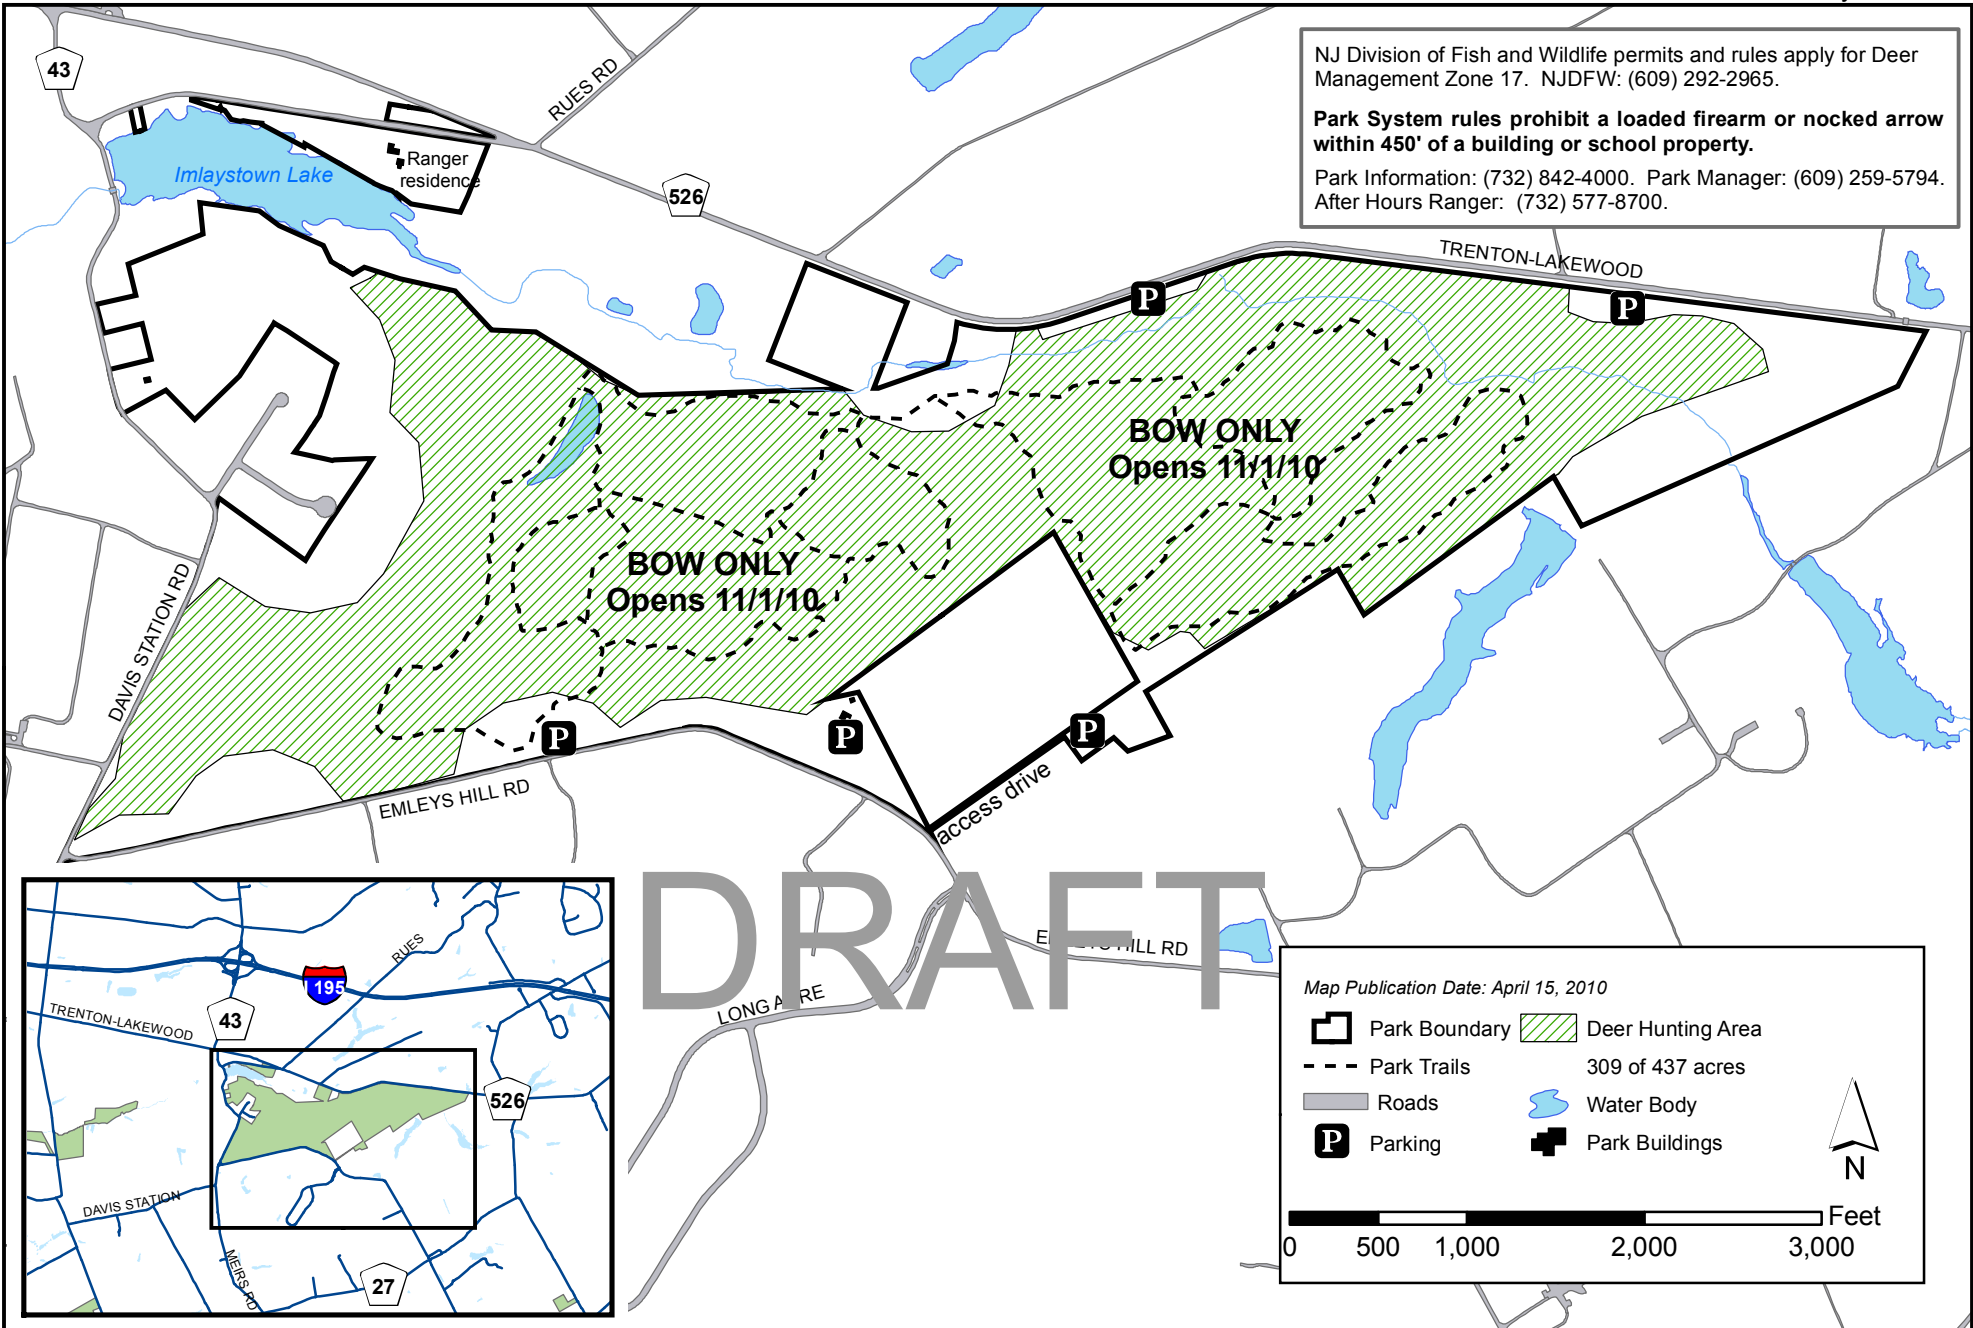 43
RUES RD
NJ Division of Fish and Wildlife permits and rules apply for Deer
Management Zone 17.  NJDFW: (609) 292-2965.
Park System rules prohibit a loaded firearm or nocked arrow
within 450' of a building or school property.
Park Information: (732) 842-4000.  Park Manager: (609) 259-5794.
After Hours Ranger:  (732) 577-8700.
Imlaystown Lake
Ranger
residence
526
TRENTON-LAKEWOOD
P
P
BOW ONLY
Opens 11/1/10
BOW ONLY
Opens 11/1/10
DAVIS STATION RD
P
P
P
EMLEYS HILL RD
access drive
DRAFT
EMLEYS HILL RD
LONG ACRE
RUES
195
43
TRENTON-LAKEWOOD
526
DAVIS STATION
MEIRS RD
27
Map Publication Date: April 15, 2010
Park Boundary
Deer Hunting Area
Park Trails
309 of 437 acres
Roads
Water Body
P
Parking
Park Buildings
N
Feet
0 500 1,000 2,000 3,000